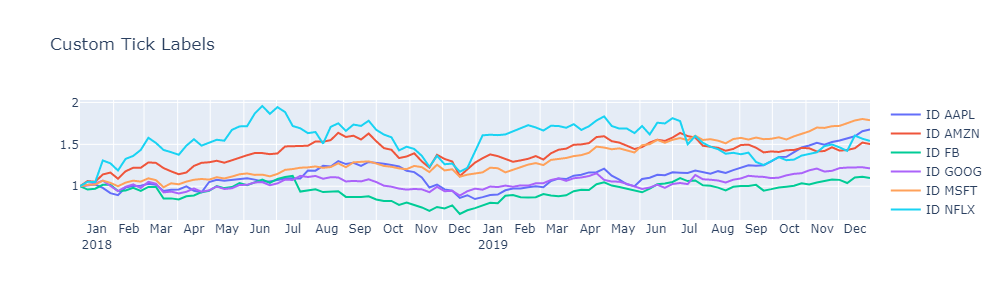 Custom Tick Labels
2
1.5
1
Jan Feb Mar Apr May Jun Jul Aug Sep Oct Nov Dec Jan Feb Mar Apr May Jun Jul Aug Sep Oct Nov Dec
2018 2019
ID AAPL
ID AMZN
ID FB
ID GOOG
ID MSFT
ID NFLX